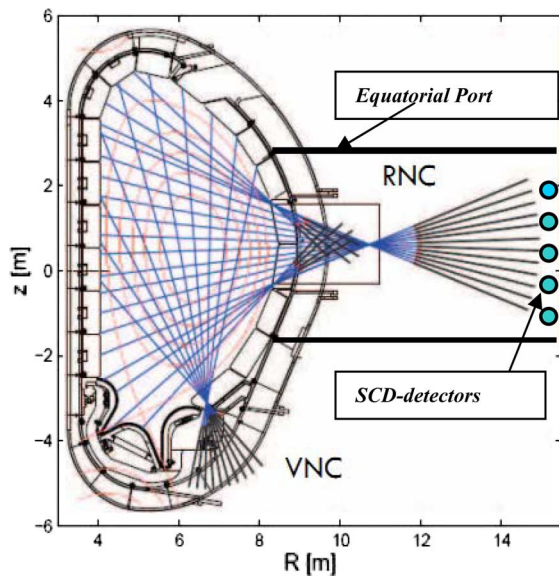 6
4
2
0
−2
−4
−6
z [m]
Equatorial Port
RNC
SCD-detectors
VNC
4 6 8 10 12 14
R [m]